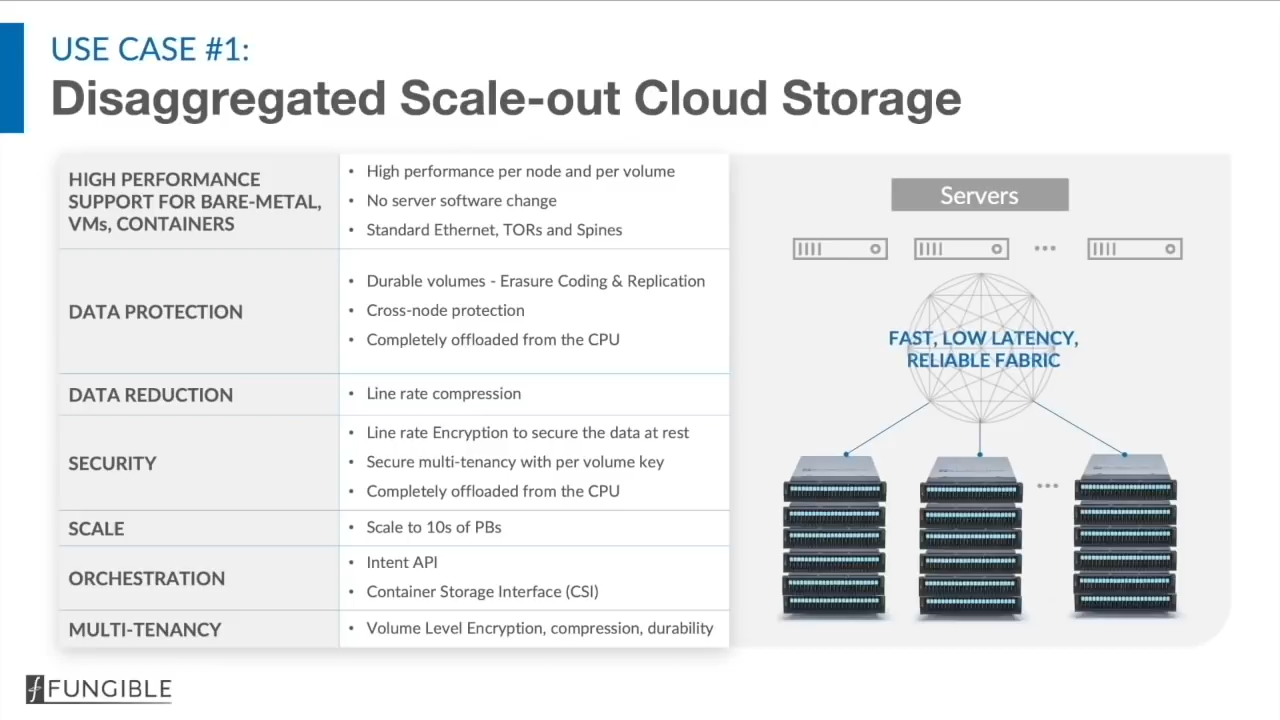 USE CASE #1:
Disaggregated Scale-out Cloud Storage
HIGH PERFORMANCE
SUPPORT FOR BARE-METAL,
VMs, CONTAINERS
• High performance per node and per volume
• No server software change
• Standard Ethernet, TORs and Spines
DATA PROTECTION
• Durable volumes - Erasure Coding & Replication
• Cross-node protection
• Completely offloaded from the CPU
DATA REDUCTION
• Line rate compression
SECURITY
• Line rate Encryption to secure the data at rest
• Secure multi-tenancy with per volume key
• Completely offloaded from the CPU
SCALE
• Scale to 10s of PBs
ORCHESTRATION
• Intent API
• Container Storage Interface (CSI)
MULTI-TENANCY
• Volume Level Encryption, compression, durability
Servers
FAST, LOW LATENCY,
RELIABLE FABRIC
FUNGIBLE